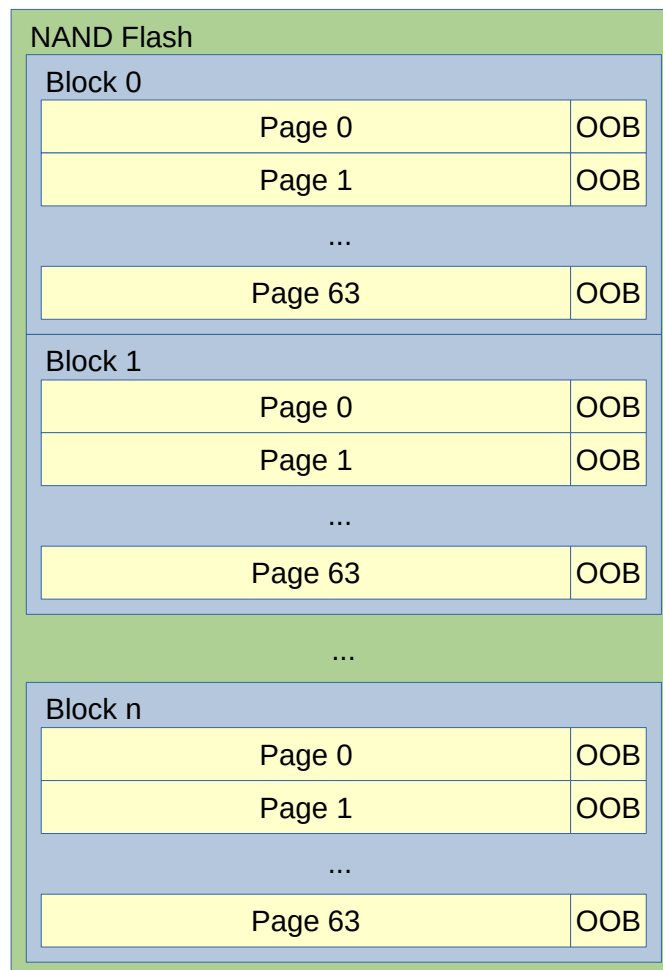 NAND Flash
Block 0
Page 0 OOB
Page 1 OOB
...
Page 63 OOB
Block 1
Page 0 OOB
Page 1 OOB
...
Page 63 OOB
...
Block n
Page 0 OOB
Page 1 OOB
...
Page 63 OOB